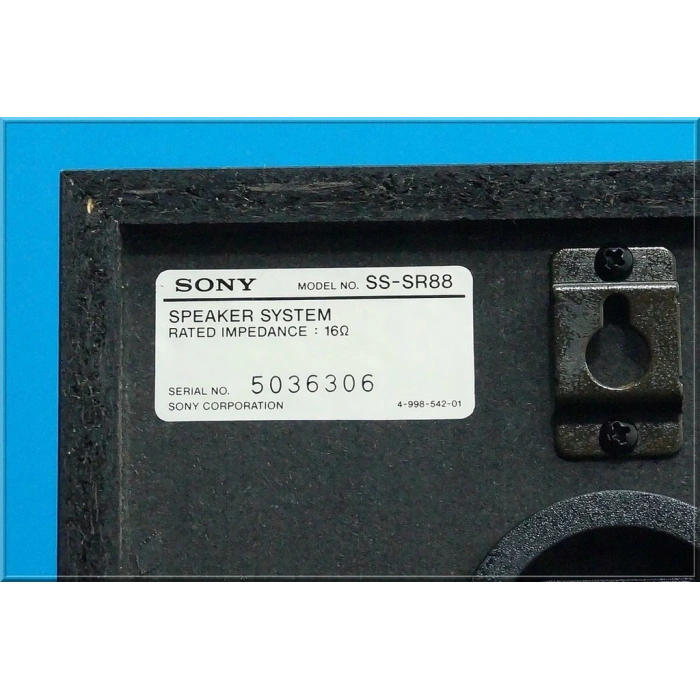 SONY MODEL NO. SS-SR88
SPEAKER SYSTEM
RATED IMPEDANCE : 16Ω
SERIAL NO. 5036306
SONY CORPORATION 4-998-542-01